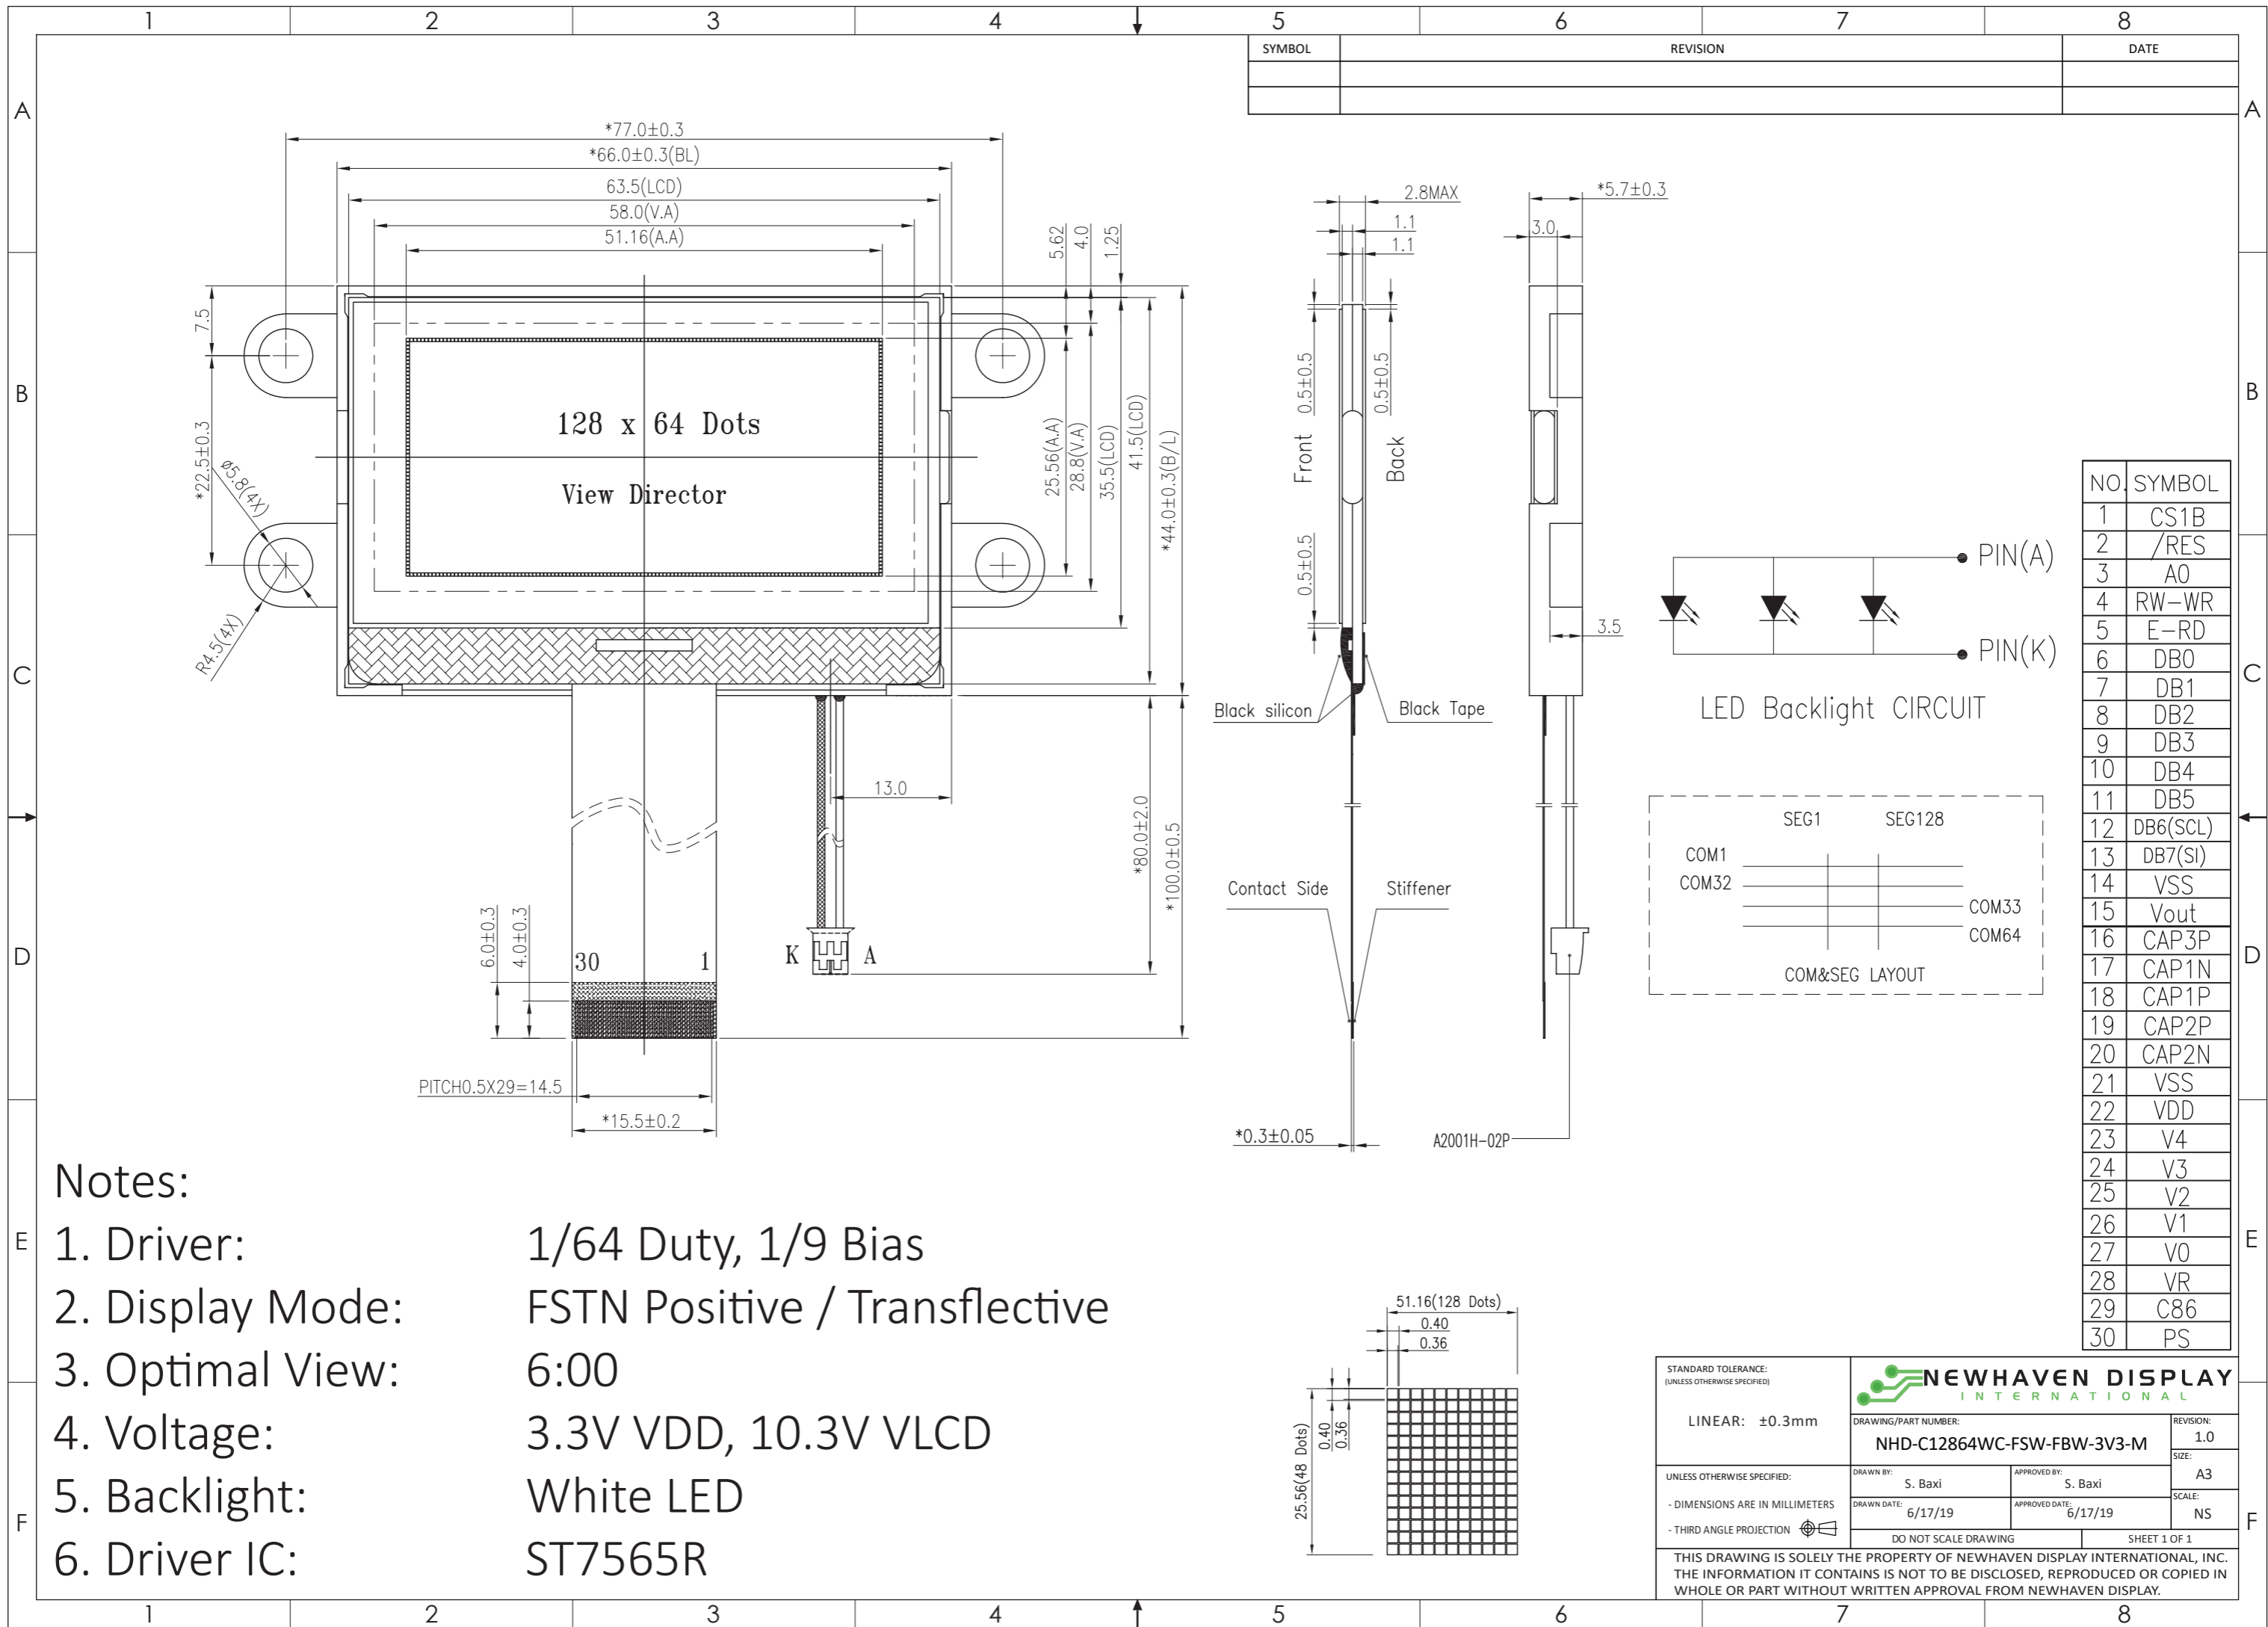 1 2 3 4 5 6 7 8
SYMBOL REVISION DATE
A A
B B
C C
D D
E E
F F
*77.0±0.3
*66.0±0.3(BL)
63.5(LCD)
58.0(V.A)
51.16(A.A)
5.62
4.0
1.25
7.5
*22.5±0.3
ø5.8(4X)
R4.5(4X)
128 x 64 Dots
View Director
25.56(A.A)
28.8(V.A)
35.5(LCD)
41.5(LCD)
*44.0±0.3(B/L)
13.0
*80.0±2.0
*100.0±0.5
6.0±0.3
4.0±0.3
30 1
K A
PITCH0.5X29=14.5
*15.5±0.2
2.8MAX
1.1
1.1
0.5±0.5
0.5±0.5
Front
Back
0.5±0.5
Black silicon
Black Tape
Contact Side
Stiffener
*0.3±0.05
*5.7±0.3
3.0
3.5
A2001H-02P
PIN(A)
PIN(K)
LED Backlight CIRCUIT
SEG1 SEG128
COM1
COM32
COM33
COM64
COM&SEG LAYOUT
NO. SYMBOL
1 CS1B
2 /RES
3 A0
4 RW-WR
5 E-RD
6 DB0
7 DB1
8 DB2
9 DB3
10 DB4
11 DB5
12 DB6(SCL)
13 DB7(SI)
14 VSS
15 Vout
16 CAP3P
17 CAP1N
18 CAP1P
19 CAP2P
20 CAP2N
21 VSS
22 VDD
23 V4
24 V3
25 V2
26 V1
27 V0
28 VR
29 C86
30 PS
Notes:
1. Driver: 1/64 Duty, 1/9 Bias
2. Display Mode: FSTN Positive / Transflective
3. Optimal View: 6:00
4. Voltage: 3.3V VDD, 10.3V VLCD
5. Backlight: White LED
6. Driver IC: ST7565R
51.16(128 Dots)
0.40
0.36
25.56(48 Dots)
0.40
0.36
STANDARD TOLERANCE:
(UNLESS OTHERWISE SPECIFIED)
LINEAR: ±0.3mm
NEWHAVEN DISPLAY
INTERNATIONAL
DRAWING/PART NUMBER:
NHD-C12864WC-FSW-FBW-3V3-M
REVISION:
1.0
SIZE:
A3
SCALE:
NS
UNLESS OTHERWISE SPECIFIED:
- DIMENSIONS ARE IN MILLIMETERS
- THIRD ANGLE PROJECTION
DRAWN BY:
S. Baxi
APPROVED BY:
S. Baxi
DRAWN DATE:
6/17/19
APPROVED DATE:
6/17/19
DO NOT SCALE DRAWING
SHEET 1 OF 1
THIS DRAWING IS SOLELY THE PROPERTY OF NEWHAVEN DISPLAY INTERNATIONAL, INC.
THE INFORMATION IT CONTAINS IS NOT TO BE DISCLOSED, REPRODUCED OR COPIED IN
WHOLE OR PART WITHOUT WRITTEN APPROVAL FROM NEWHAVEN DISPLAY.
1 2 3 4 5 6 7 8